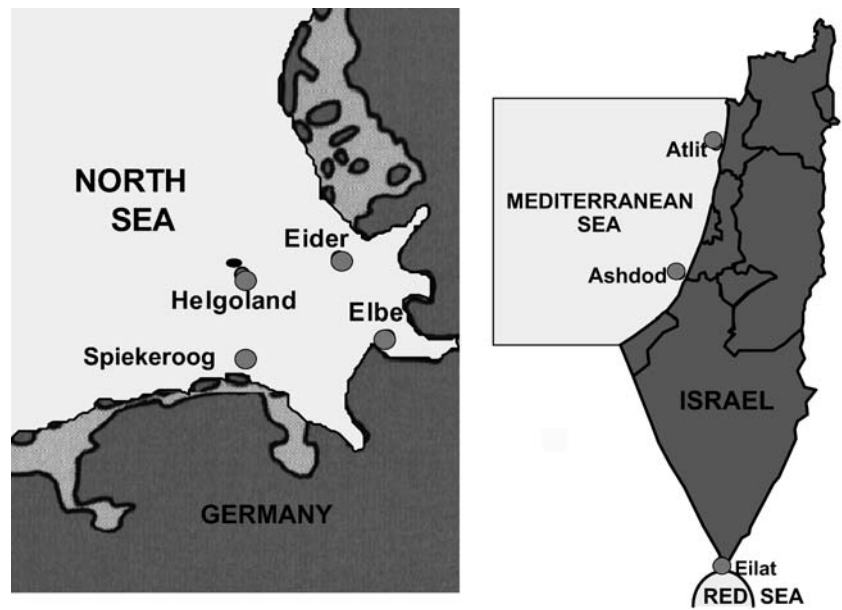 NORTH
SEA
Eider
Helgoland
Elbe
Spiekeroog
GERMANY
Atlit
MEDITERRANEAN
SEA
Ashdod
ISRAEL
Eilat
RED SEA